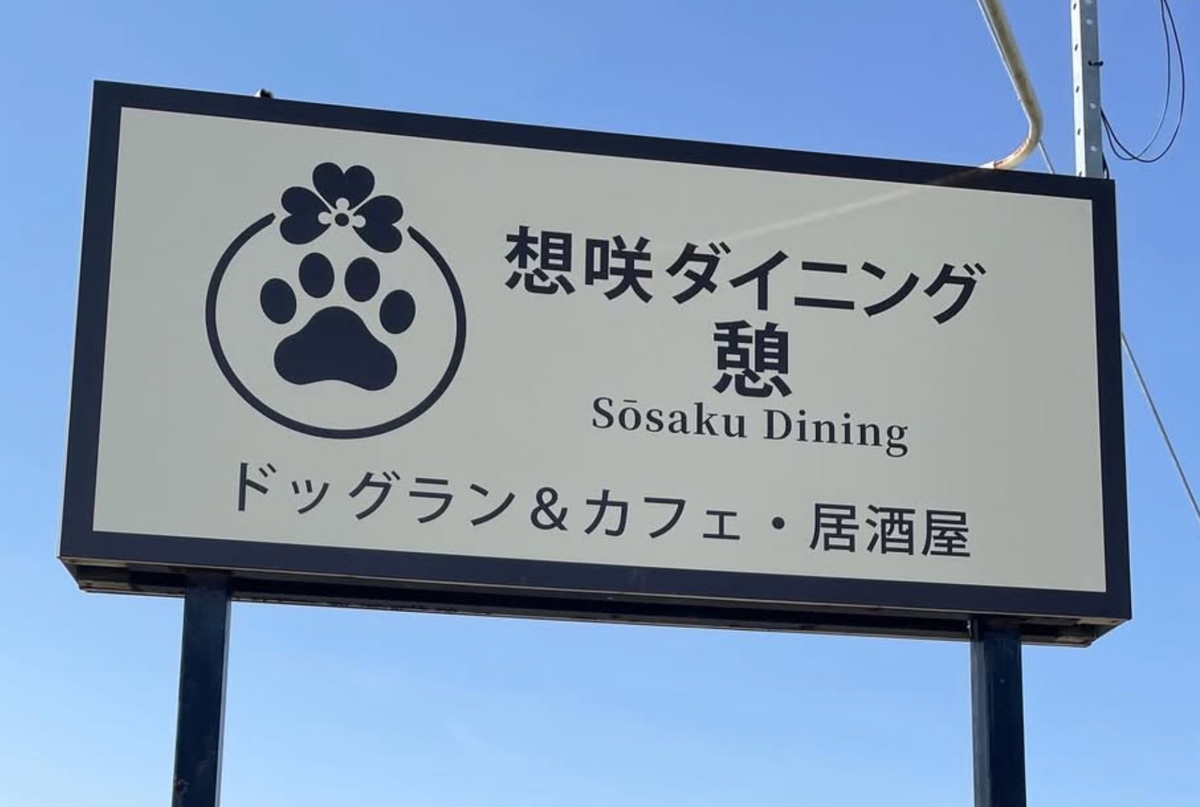 想咲ダイニング
憩
Sōsaku Dining
ドッグラン＆カフェ・居酒屋